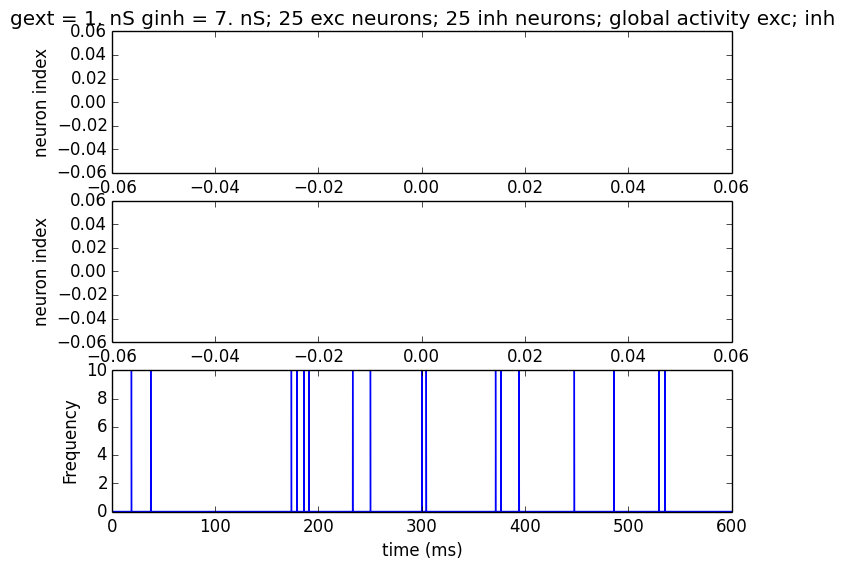 gext = 1. nS ginh = 7. nS; 25 exc neurons; 25 inh neurons; global activity exc; inh
0.06
0.04
0.02
0.00
−0.02
−0.04
−0.06
neuron index
−0.06 −0.04 −0.02 0.00 0.02 0.04 0.06
0.06
0.04
0.02
0.00
−0.02
−0.04
−0.06
neuron index
−0.06 −0.04 −0.02 0.00 0.02 0.04 0.06
10
8
6
4
2
0
Frequency
0 100 200 300 400 500 600
time (ms)